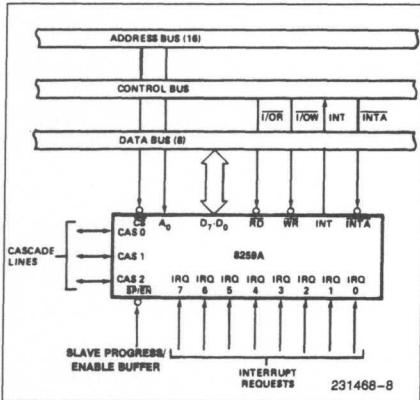 ADDRESS BUS (16)
CONTROL BUS
I/OR I/OW INT INTA
DATA BUS (8)
CS A0 D7-D0 RD WR INT INTA
CAS 0
CASCADE LINES
CAS 1
8259A
CAS 2
SP/EN
IRQ IRQ IRQ IRQ IRQ IRQ IRQ IRQ
7 6 5 4 3 2 1 0
SLAVE PROGRESS/
ENABLE BUFFER
INTERRUPT
REQUESTS
231468-8